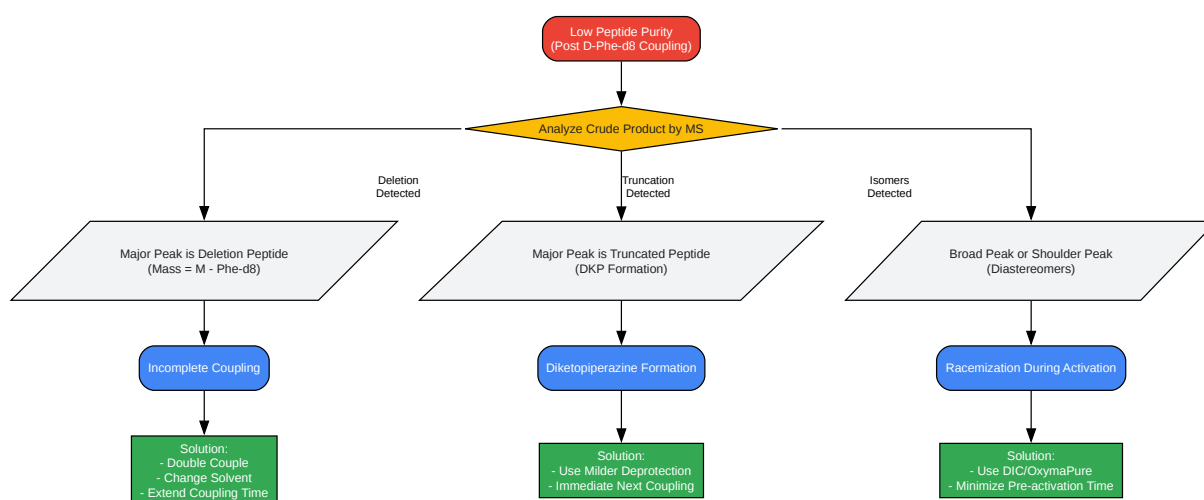 Low Peptide Purity
(Post D-Phe-d8 Coupling)
Analyze Crude Product by MS
Deletion
Detected
Truncation
Detected
Isomers
Detected
Major Peak is Deletion Peptide
(Mass = M - Phe-d8)
Major Peak is Truncated Peptide
(DKP Formation)
Broad Peak or Shoulder Peak
(Diastereomers)
Incomplete Coupling
Diketopiperazine Formation
Racemization During Activation
Solution:
- Double Couple
- Change Solvent
- Extend Coupling Time
Solution:
- Use Milder Deprotection
- Immediate Next Coupling
Solution:
- Use DIC/OxymaPure
- Minimize Pre-activation Time